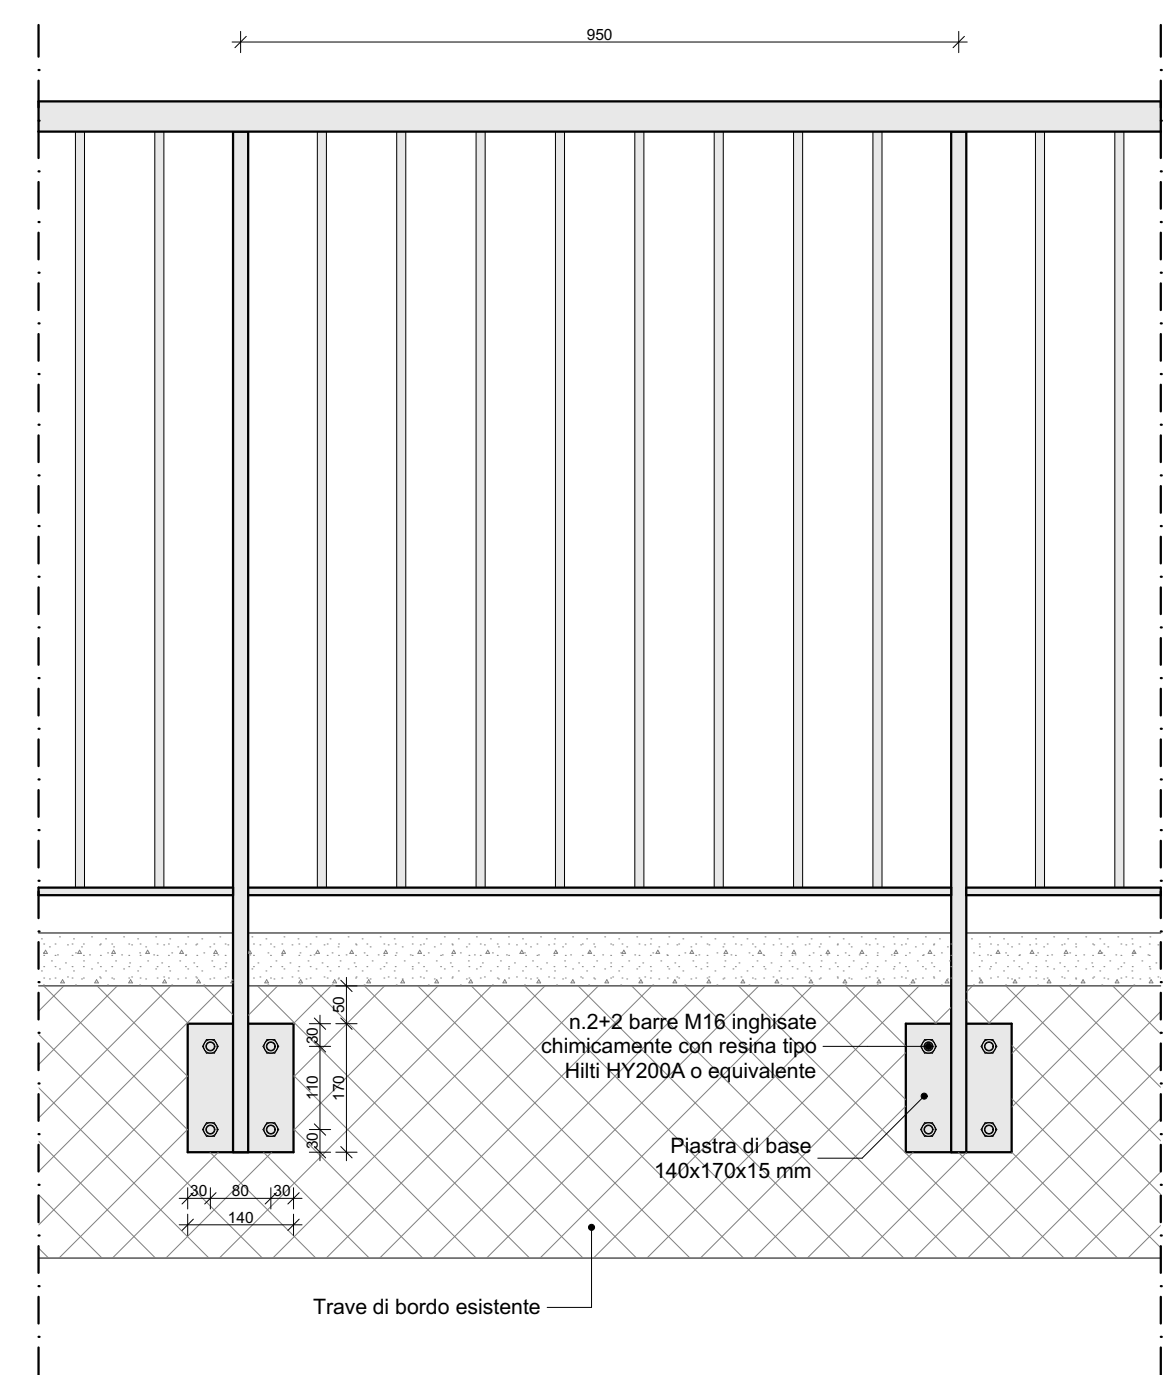 950
50
30
110
170
30
n.2+2 barre M16 inghisate
chimicamente con resina tipo
Hilti HY200A o equivalente
Piastra di base
140x170x15 mm
30 80 30
140
Trave di bordo esistente